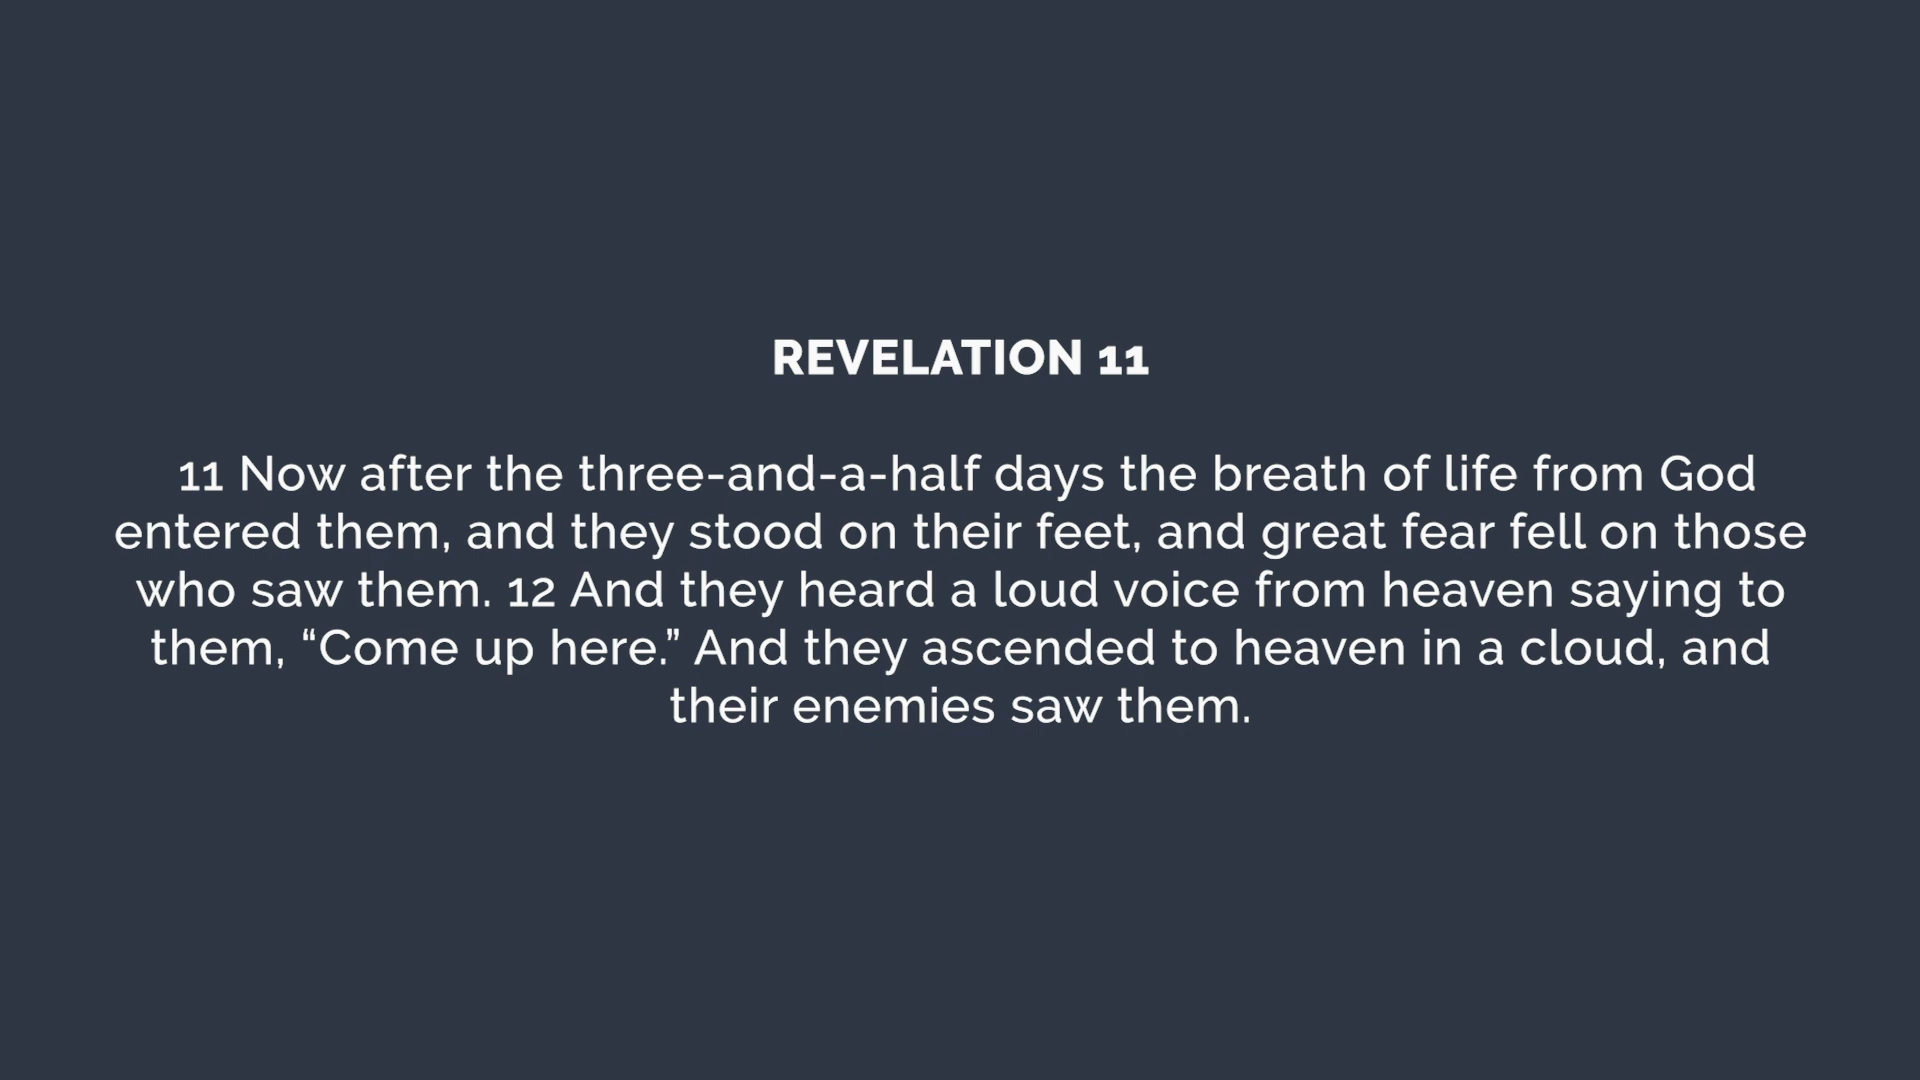 REVELATION 11
11 Now after the three-and-a-half days the breath of life from God
entered them, and they stood on their feet, and great fear fell on those
who saw them. 12 And they heard a loud voice from heaven saying to
them, “Come up here.” And they ascended to heaven in a cloud, and
their enemies saw them.